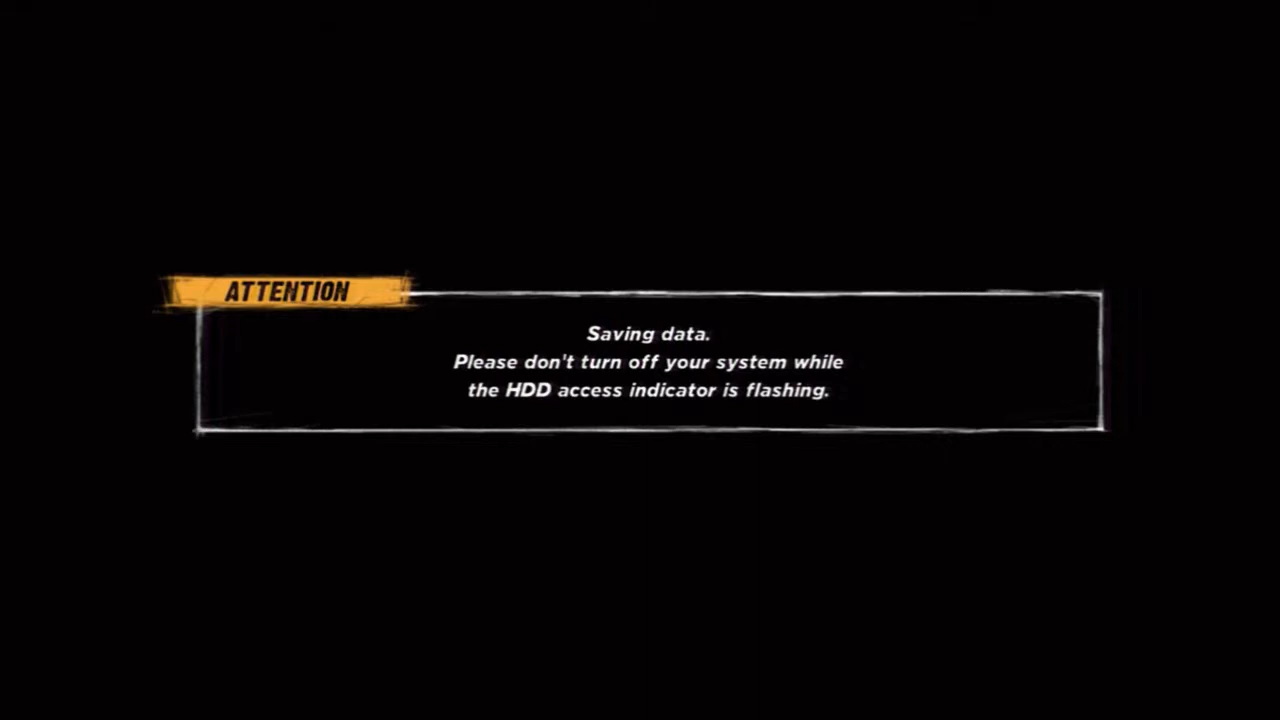 ATTENTION
Saving data.
Please don't turn off your system while
the HDD access indicator is flashing.